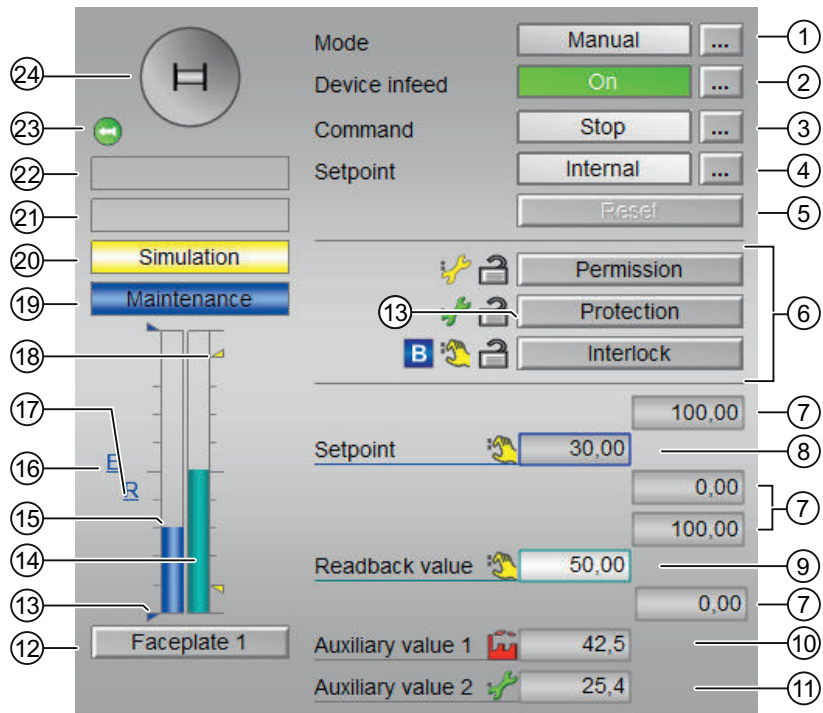 24
Mode Manual ... 1
Device infeed On ... 2
23 Command Stop ... 3
22 Setpoint Internal ... 4
21 Reset 5
20 Simulation Permission
19 Maintenance 13 Protection 6
B Interlock
18
17 100,00 7
16 E Setpoint 30,00 8
R 0,00
15 100,00 7
14 Readback value 50,00 9
13 0,00 7
12 Faceplate 1 Auxiliary value 1 42,5 10
Auxiliary value 2 25,4 11